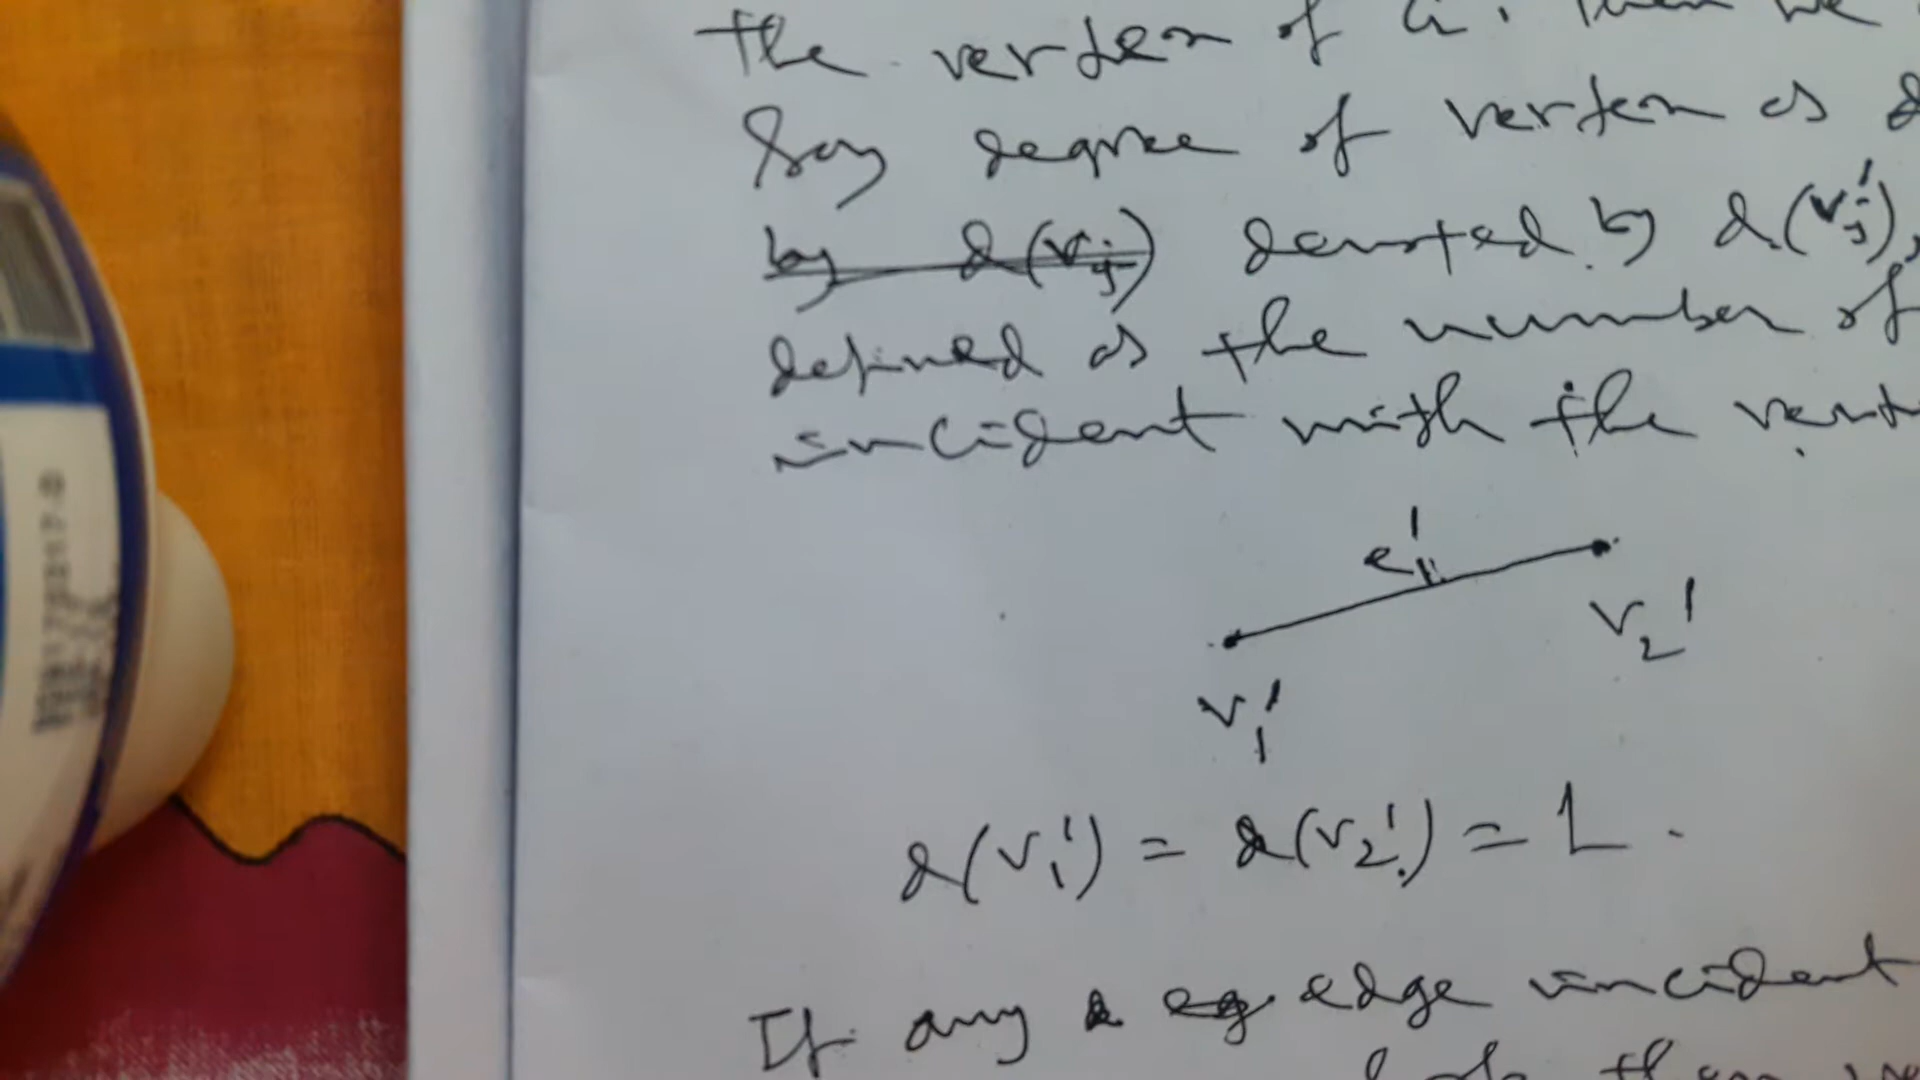 the vertex of G. Then we
Say degree of vertex as d
by d(vj) denoted by d(vj'),
defined as the number of
incident with the vert
e1'
v2'
v1'
d(v1') = d(v2') = 1.
If any eg edge incident